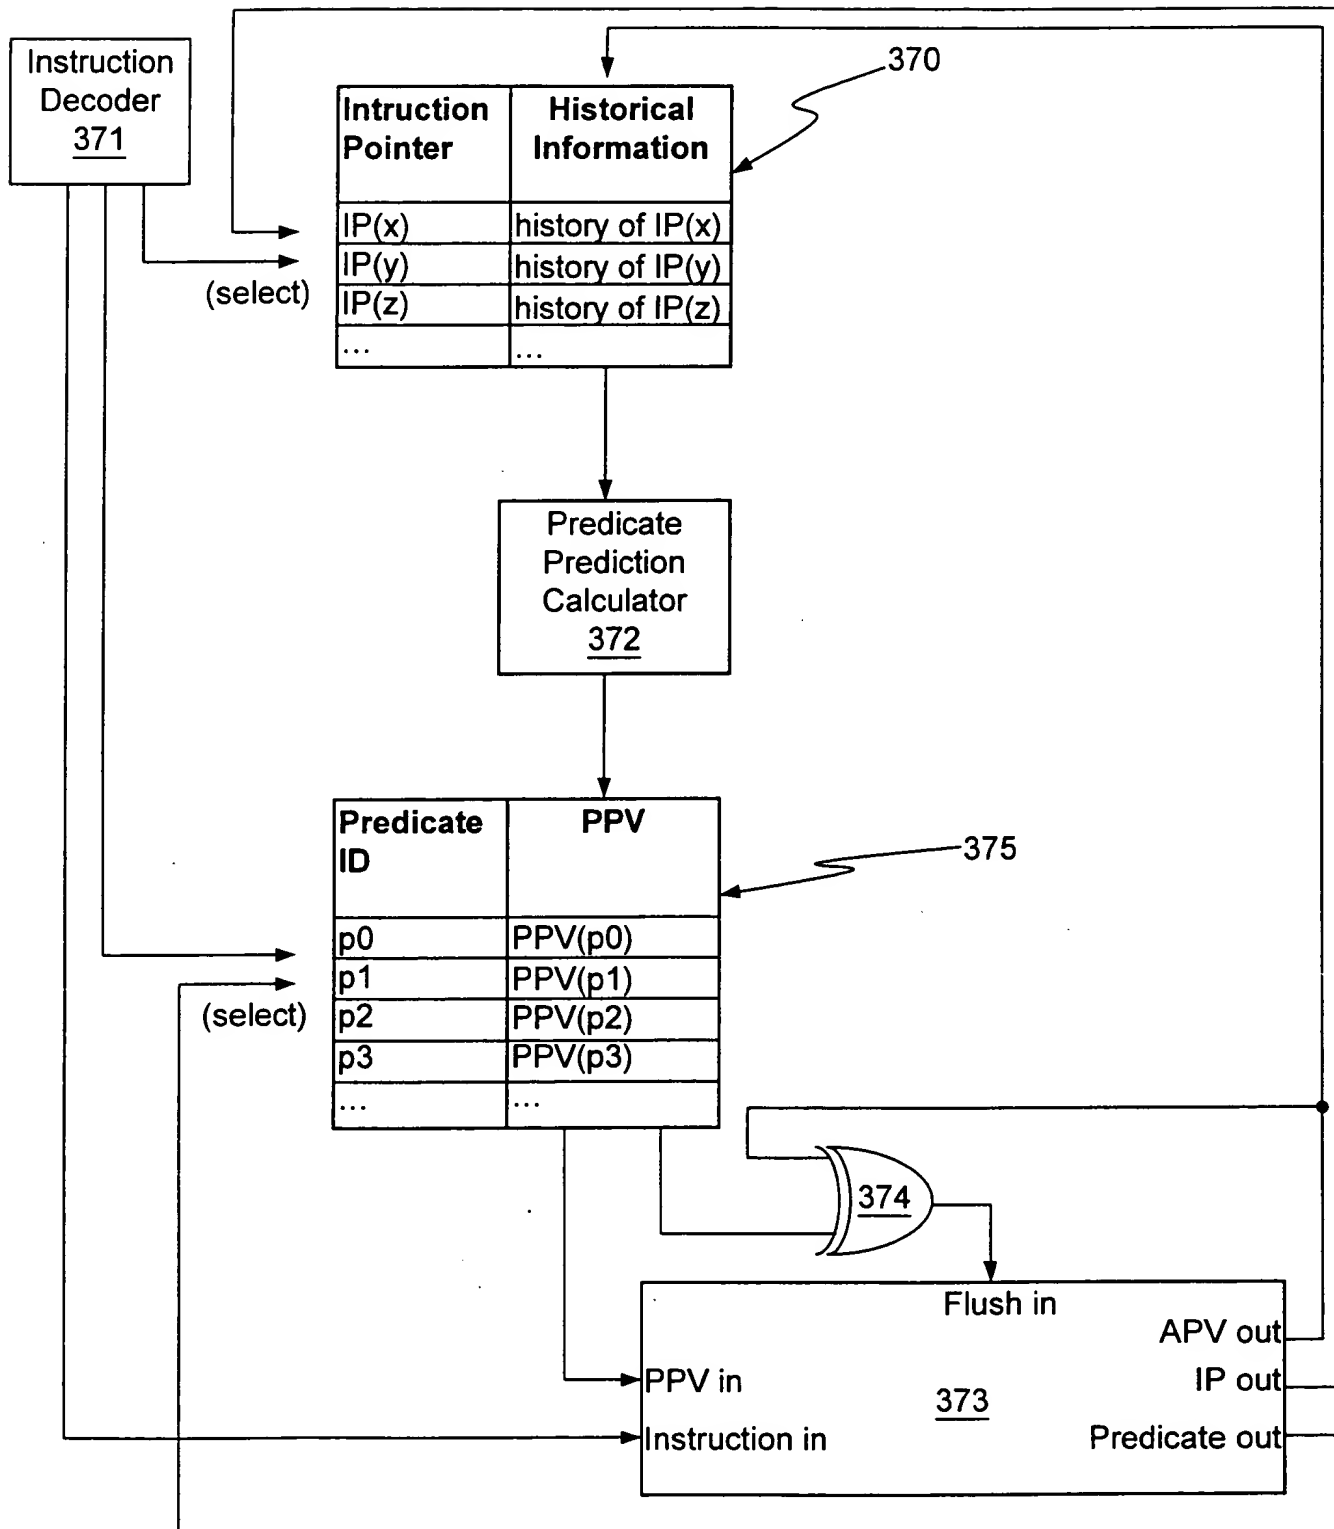 Instruction
Decoder
371
370
Intruction
Pointer
Historical
Information
IP(x)
history of IP(x)
IP(y)
history of IP(y)
IP(z)
history of IP(z)
...
...
(select)
Predicate
Prediction
Calculator
372
Predicate
ID
PPV
375
p0
PPV(p0)
p1
PPV(p1)
p2
PPV(p2)
p3
PPV(p3)
...
...
(select)
374
Flush in
APV out
PPV in
IP out
373
Instruction in
Predicate out